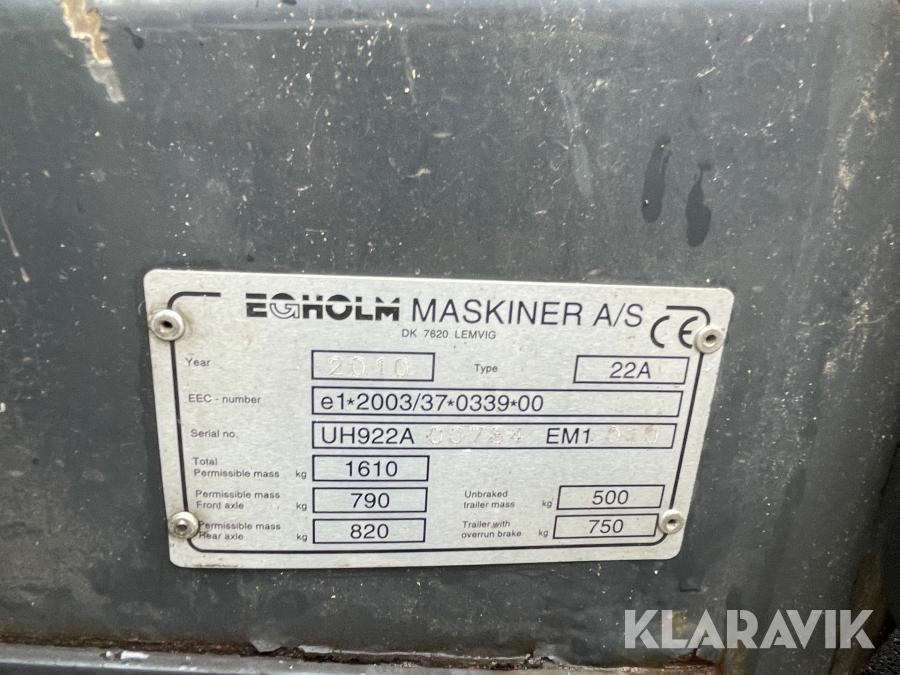 EGHOLM MASKINER A/S CE
DK 7620 LEMVIG
Year 2010 Type 22A
EEC - number e1*2003/37*0339*00
Serial no. UH922A EM1
Total
Permissible mass kg 1610
Permissible mass
Front axle kg 790
Unbraked
trailer mass kg 500
Permissible mass
Rear axle kg 820
Trailer with
overrun brake kg 750
KLARAVIK